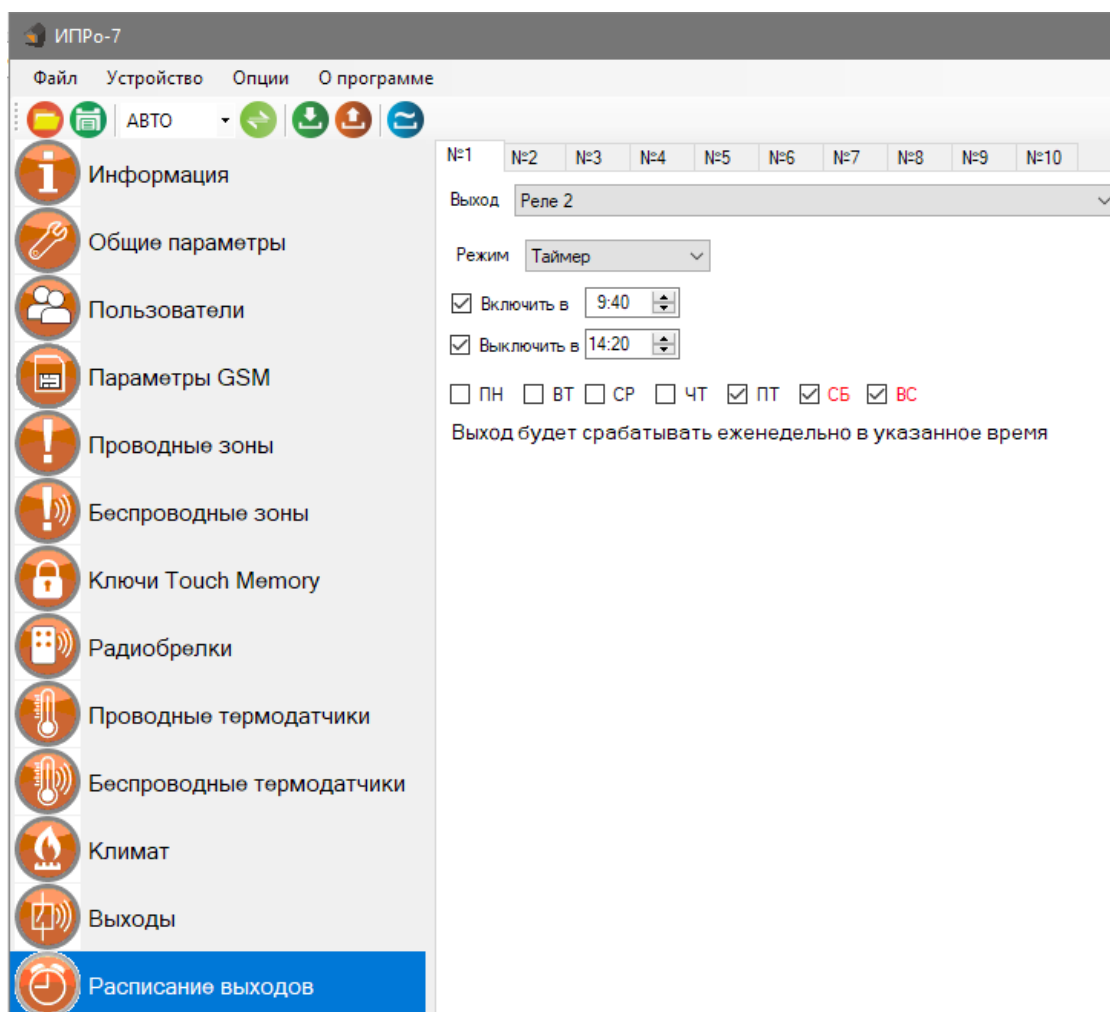 ИПРо-7
Файл Устройство Опции О программе
АВТО
Информация
Общие параметры
Пользователи
Параметры GSM
Проводные зоны
Беспроводные зоны
Ключи Touch Memory
Радиобрелки
Проводные термодатчики
Беспроводные термодатчики
Климат
Выходы
Расписание выходов
№1 №2 №3 №4 №5 №6 №7 №8 №9 №10
Выход Реле 2
Режим Таймер
Включить в 9:40
Выключить в 14:20
ПН ВТ СР ЧТ ПТ СБ ВС
Выход будет срабатывать еженедельно в указанное время